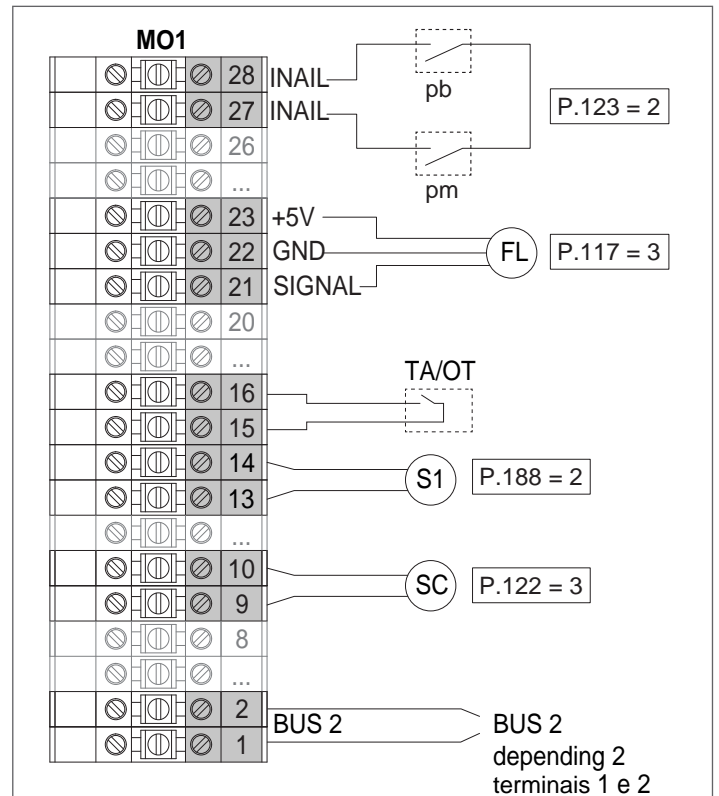 MO1
28 INAIL
pb
27 INAIL
P.123 = 2
26
...
pm
23 +5V
22 GND
FL
P.117 = 3
21 SIGNAL
20
...
TA/OT
16
15
14
S1
P.188 = 2
13
...
10
SC
P.122 = 3
9
8
...
2
BUS 2
BUS 2
1
depending 2
terminais 1 e 2